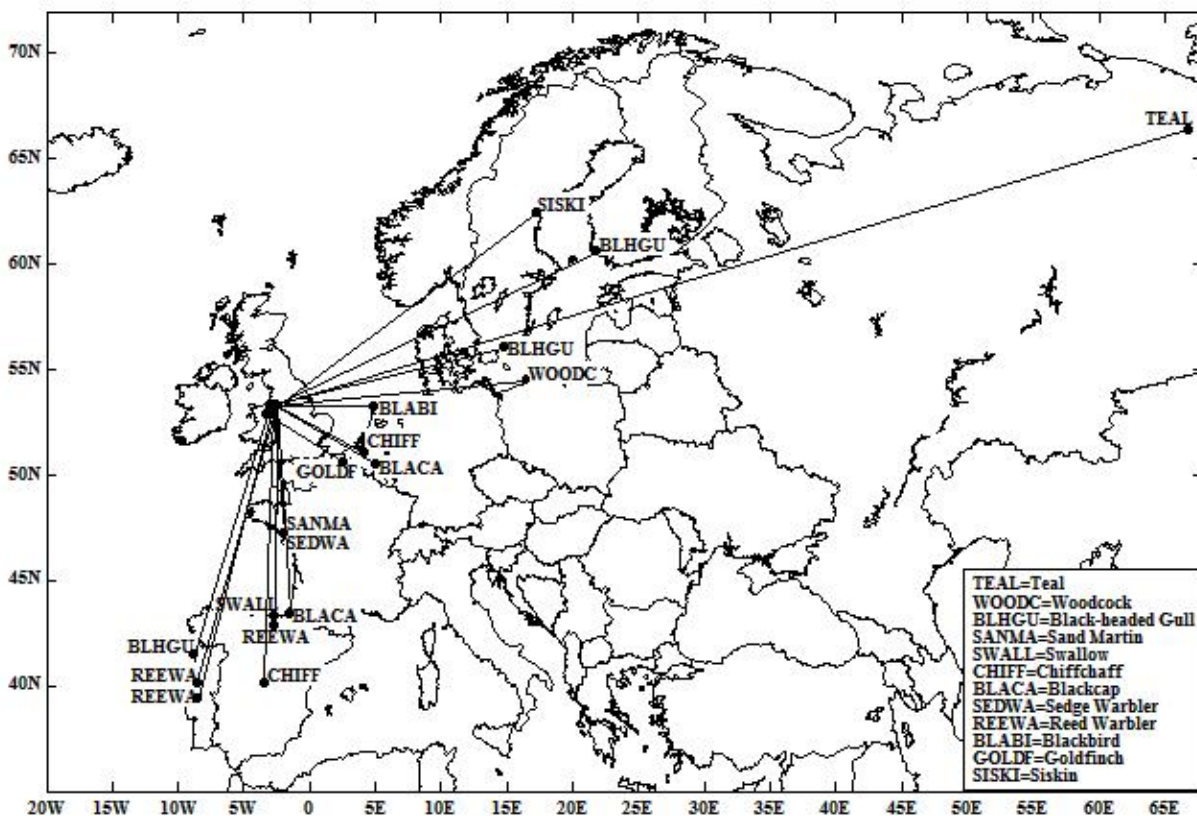 70N
TEAL
65N
SISKI
BLHGU
60N
BLHGU
55N
WOODC
BLABI
CHIFF
50N
GOLDF
BLACA
SANMA
SEDWA
45N
SWALL
BLACA
REEWA
BLHGU
40N
REEWA
CHIFF
REEWA
TEAL=Teal
WOODC=Woodcock
BLHGU=Black-headed Gull
SANMA=Sand Martin
SWALL=Swallow
CHIFF=Chiffchaff
BLACA=Blackcap
SEDWA=Sedge Warbler
REEWA=Reed Warbler
BLABI=Blackbird
GOLDF=Goldfinch
SISKI=Siskin
20W 15W 10W 5W 0 5E 10E 15E 20E 25E 30E 35E 40E 45E 50E 55E 60E 65E